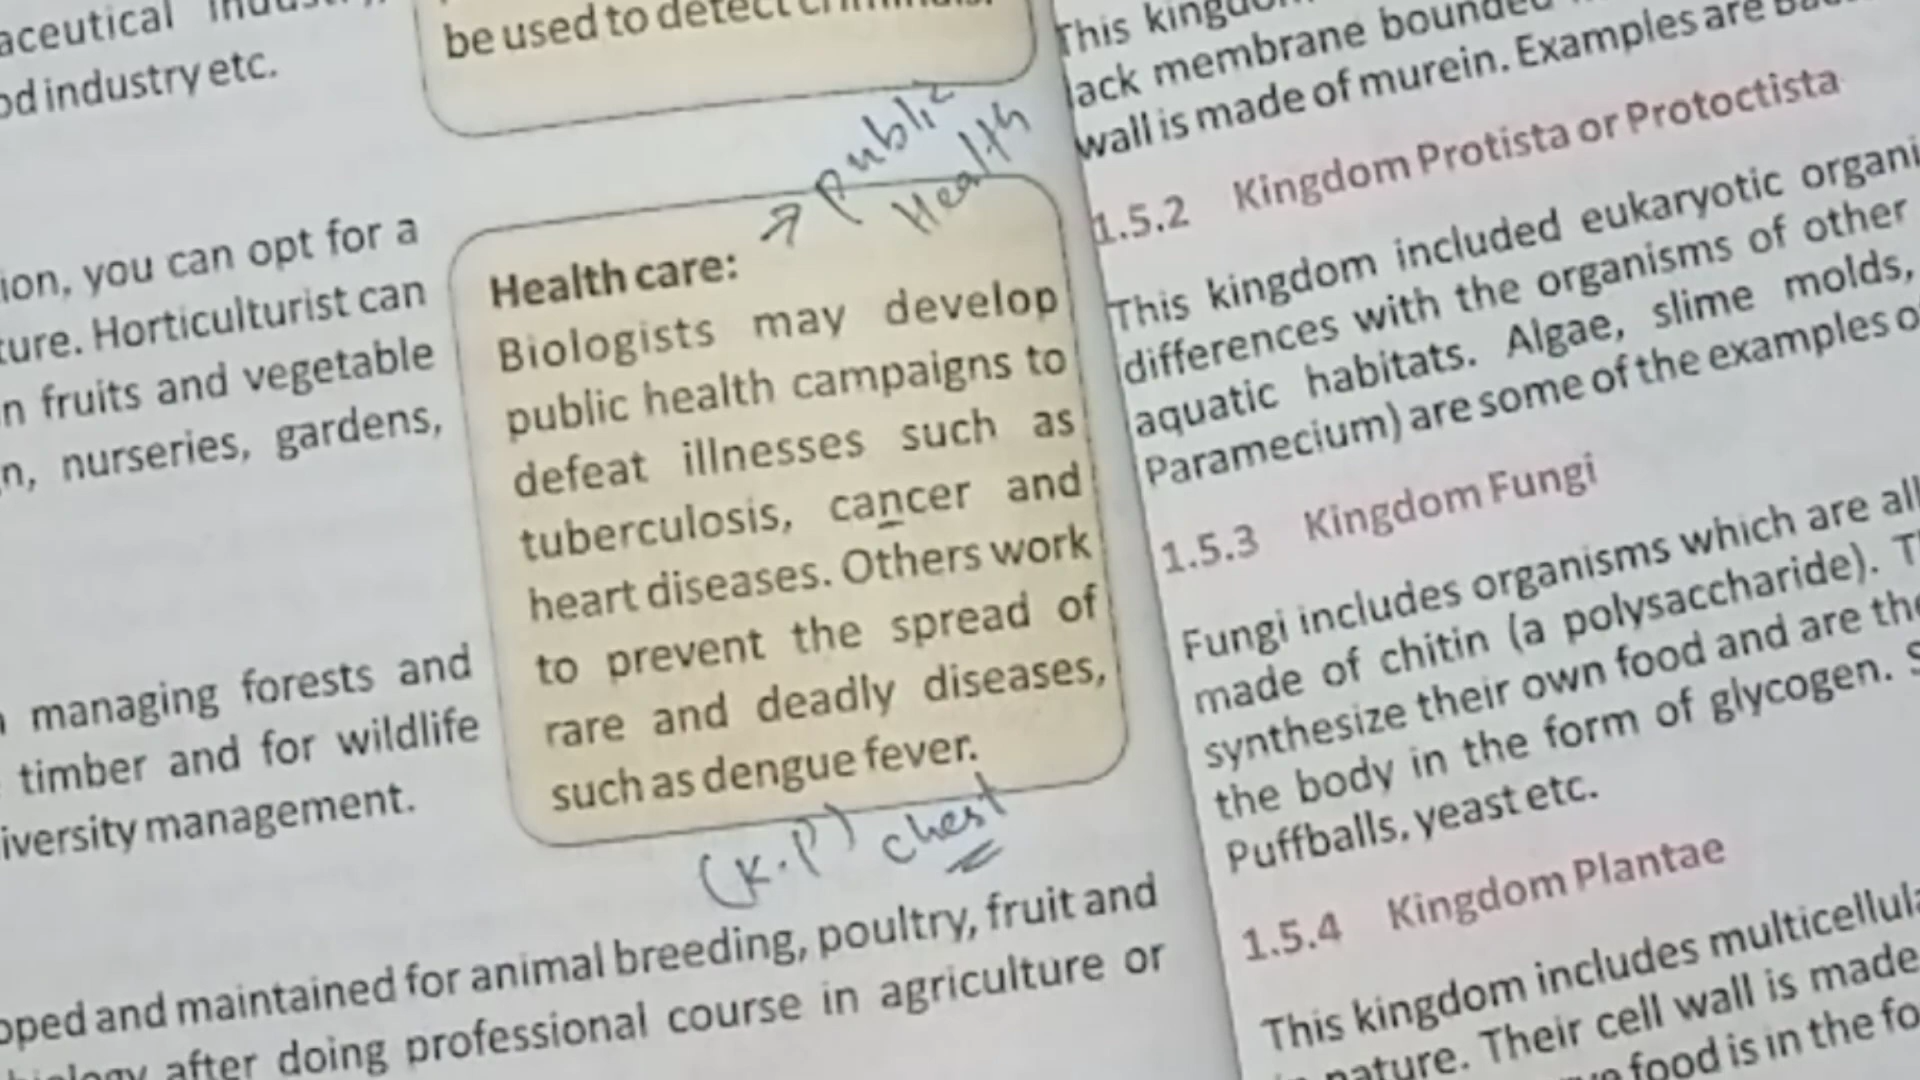 aceutical
od industry etc.
ion, you can opt for a
ture. Horticulturist can
n fruits and vegetable
n, nurseries, gardens,
managing forests and
timber and for wildlife
iversity management.
be used to detect criminals.
public
Health
Health care:
Biologists may develop
public health campaigns to
defeat illnesses such as
tuberculosis, cancer and
heart diseases. Others work
to prevent the spread of
rare and deadly diseases,
such as dengue fever.
(K.P) chest
oped and maintained for animal breeding, poultry, fruit and
after doing professional course in agriculture or
This
lack membrane bounded
wall is made of murein. Examples are
1.5.2 Kingdom Protista or Protoctista
This kingdom included eukaryotic organi
differences with the organisms of other
aquatic habitats. Algae, slime molds,
Paramecium) are some of the examples o
1.5.3 Kingdom Fungi
Fungi includes organisms which are all
made of chitin (a polysaccharide). T
synthesize their own food and are the
the body in the form of glycogen. S
Puffballs, yeast etc.
1.5.4 Kingdom Plantae
This kingdom includes multicellula
nature. Their cell wall is made
food is in the fo